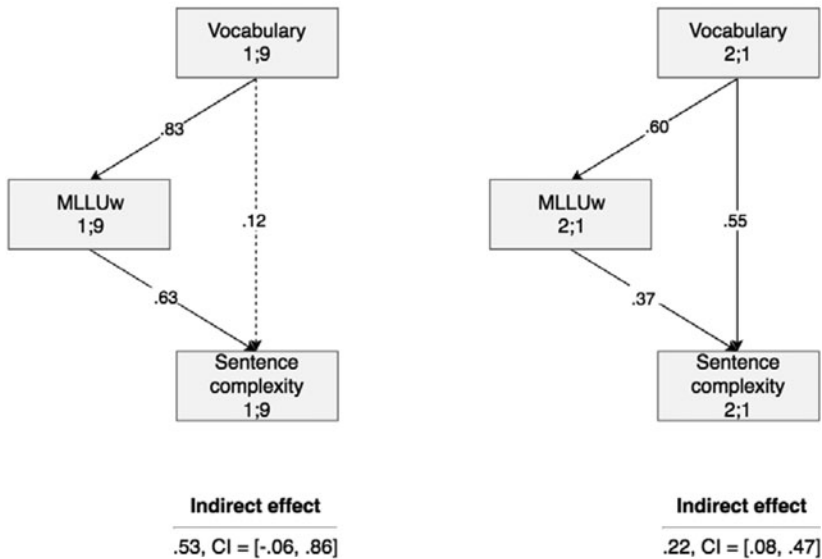 Vocabulary
1;9
.83
MLLUw
1;9
.12
.63
Sentence
complexity
1;9
Indirect effect
.53, CI = [-.06, .86]
Vocabulary
2;1
.60
MLLUw
2;1
.55
.37
Sentence
complexity
2;1
Indirect effect
.22, CI = [.08, .47]